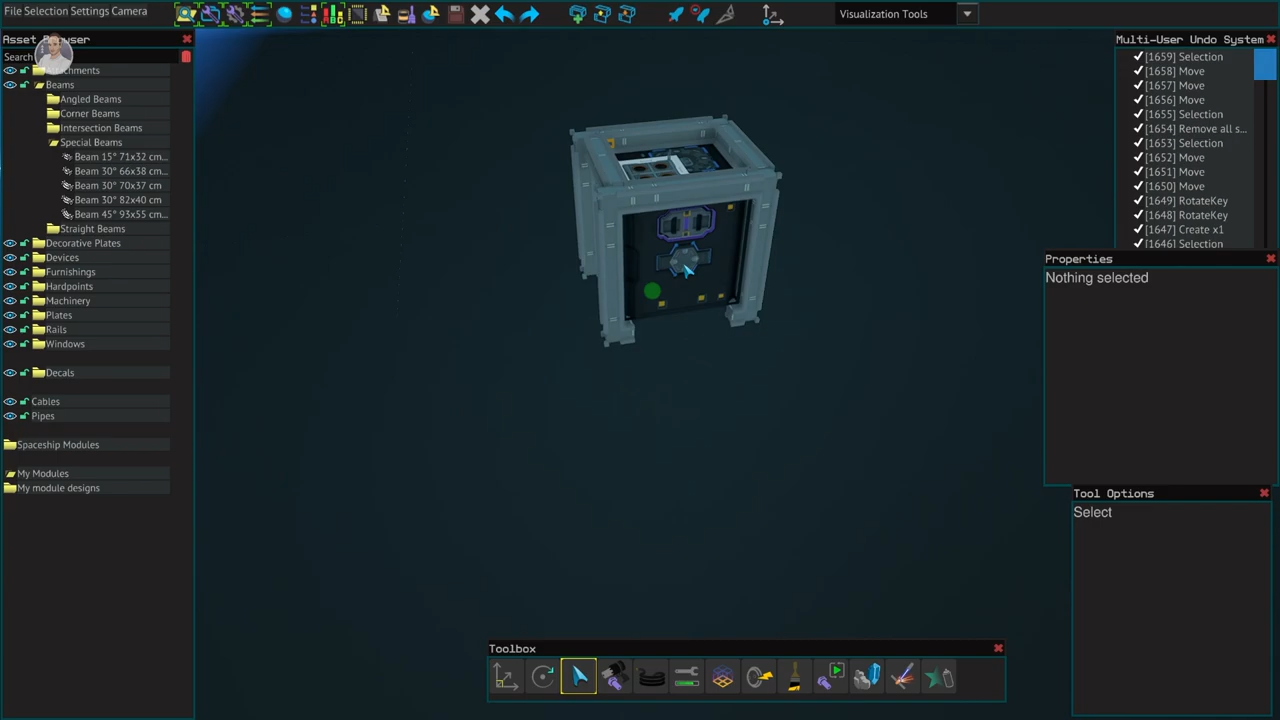 File Selection Settings Camera
Visualization Tools
Asset Browser
Search
Attachments
Beams
Angled Beams
Corner Beams
Intersection Beams
Special Beams
Beam 15° 71x32 cm...
Beam 30° 66x38 cm...
Beam 30° 70x37 cm...
Beam 30° 82x40 cm...
Beam 45° 93x55 cm...
Straight Beams
Decorative Plates
Devices
Furnishings
Hardpoints
Machinery
Plates
Rails
Windows
Decals
Cables
Pipes
Spaceship Modules
My Modules
My module designs
Multi-User Undo System
[1659] Selection
[1658] Move
[1657] Move
[1656] Move
[1655] Selection
[1654] Remove all s...
[1653] Selection
[1652] Move
[1651] Move
[1650] Move
[1649] RotateKey
[1648] RotateKey
[1647] Create x1
[1646] Selection
Properties
Nothing selected
Tool Options
Select
Toolbox